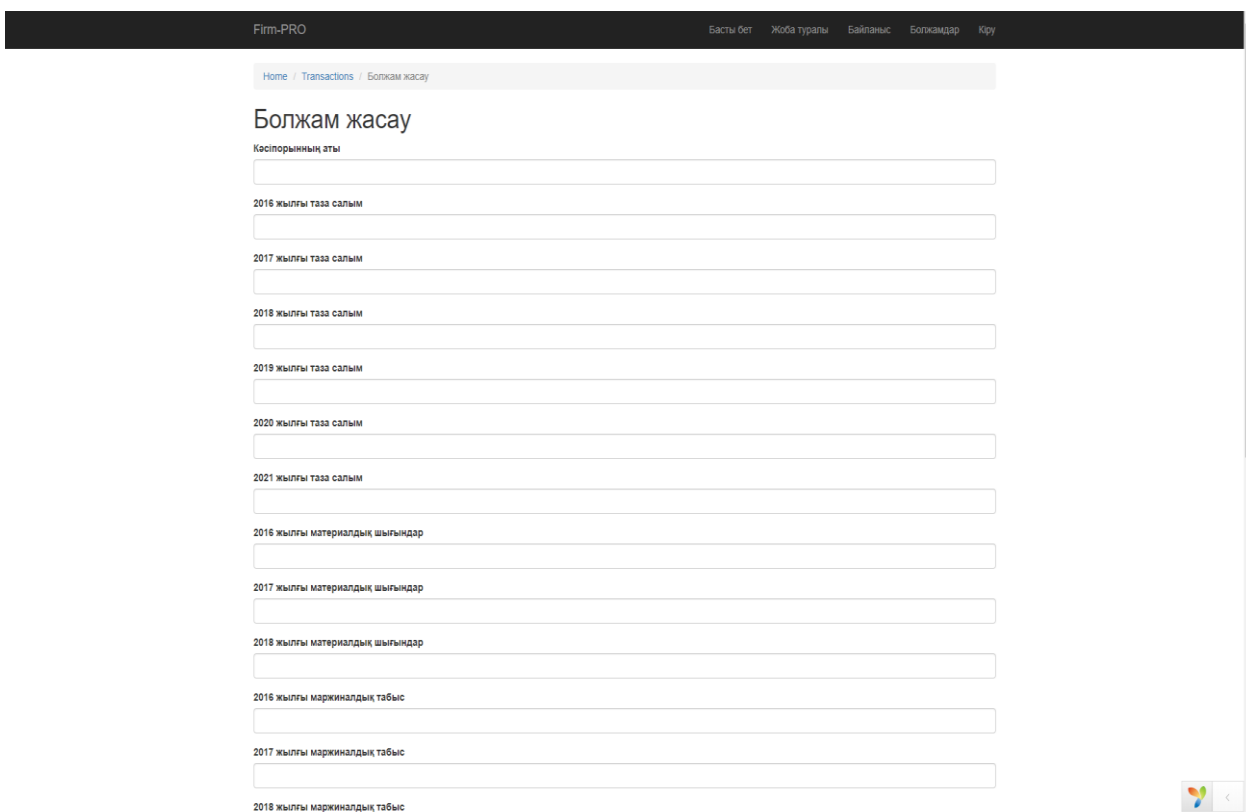 Firm-PRO Басты бет Жоба туралы Байланыс Болжамдар Кіру
Home / Transactions / Болжам жасау
Болжам жасау
Кәсіпорынның аты
2016 жылғы таза салым
2017 жылғы таза салым
2018 жылғы таза салым
2019 жылғы таза салым
2020 жылғы таза салым
2021 жылғы таза салым
2016 жылғы материалдық шығындар
2017 жылғы материалдық шығындар
2018 жылғы материалдық шығындар
2016 жылғы маржиналдық табыс
2017 жылғы маржиналдық табыс
2018 жылғы маржиналдық табыс